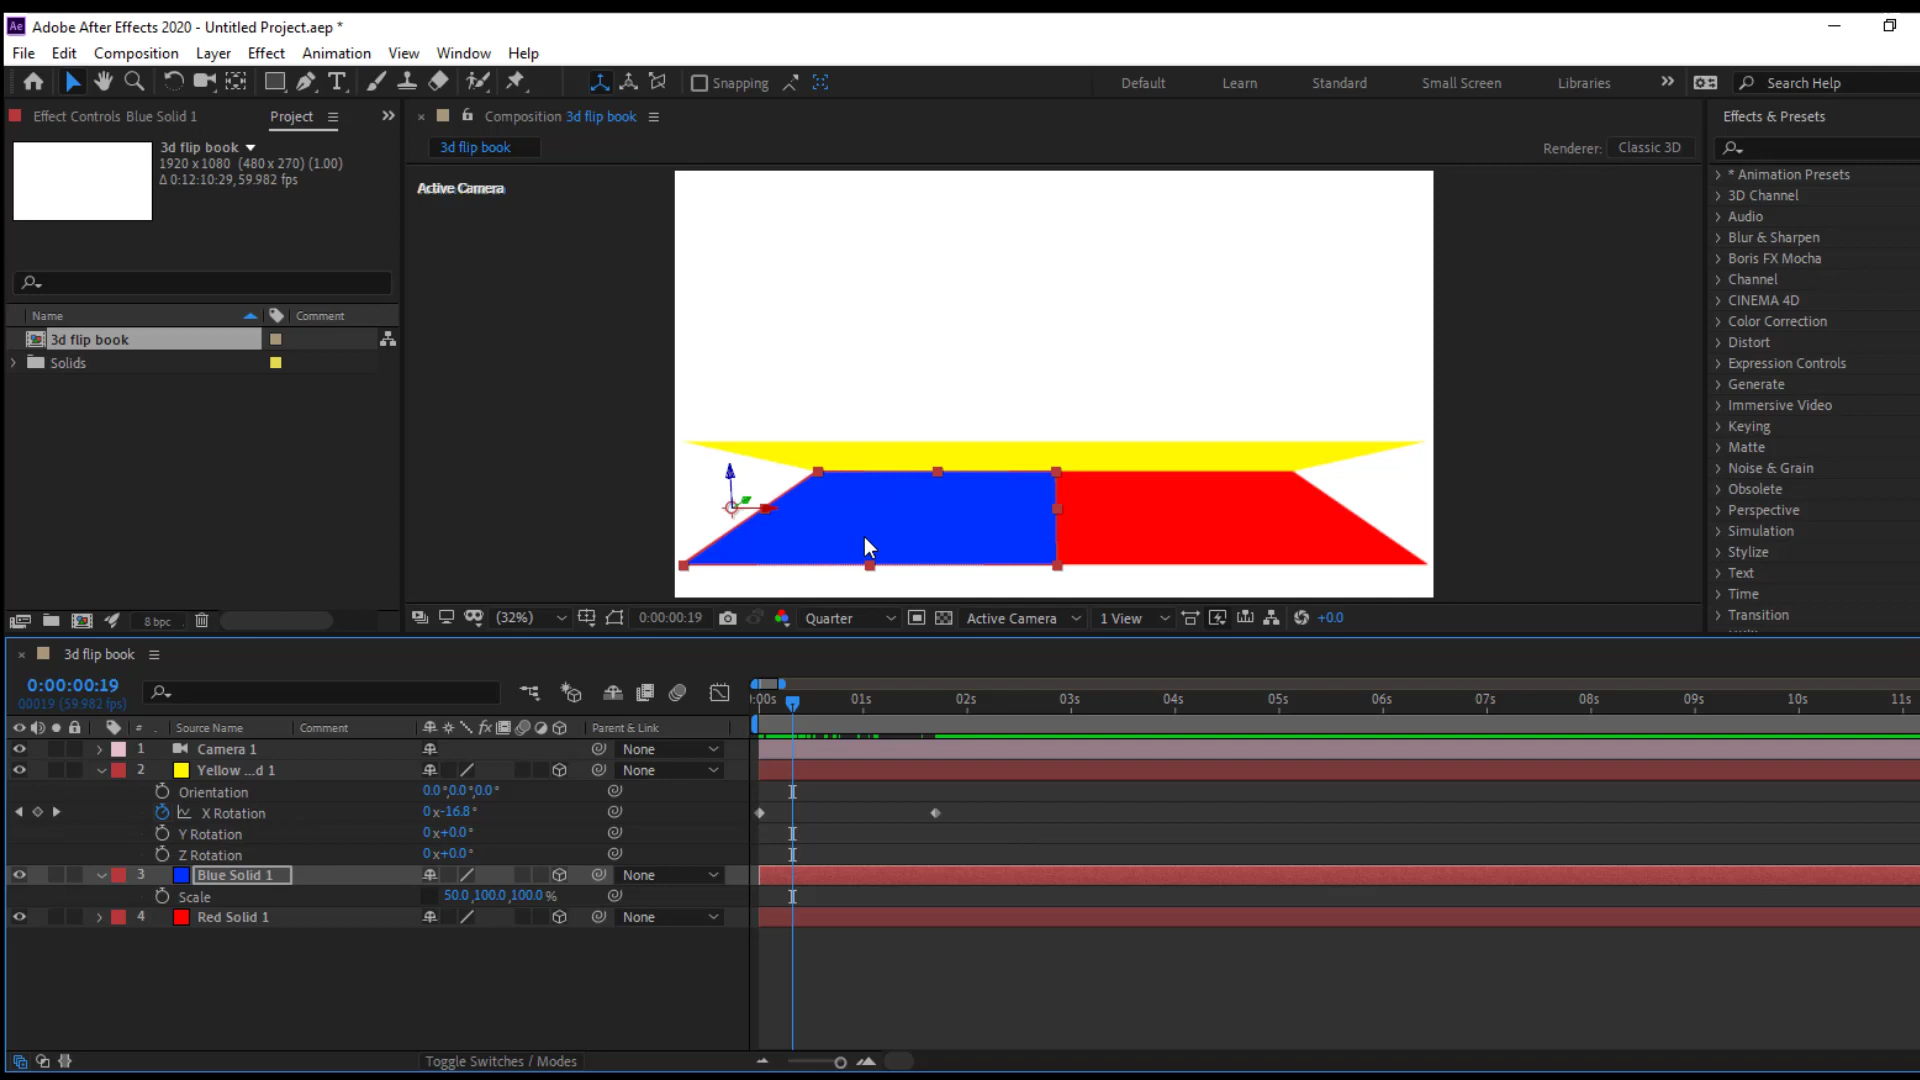 Ae Adobe After Effects 2020 - Untitled Project.aep *
File Edit Composition Layer Effect Animation View Window Help
Snapping Default Learn Standard Small Screen Libraries Search Help
Effect Controls Blue Solid 1 Project
Composition 3d flip book
Effects & Presets
3d flip book
1920 x 1080 (480 x 270) (1.00)
Δ 0:12:10:29, 59.982 fps
3d flip book
Renderer: Classic 3D
Active Camera
Name Comment
3d flip book
Solids
* Animation Presets
3D Channel
Audio
Blur & Sharpen
Boris FX Mocha
Channel
CINEMA 4D
Color Correction
Distort
Expression Controls
Generate
Immersive Video
Keying
Matte
Noise & Grain
Obsolete
Perspective
Simulation
Stylize
Text
Time
Transition
8 bpc
(32%) 0:00:00:19 Quarter Active Camera 1 View +0.0
3d flip book
0:00:00:19
00019 (59.982 fps)
:00s 01s 02s 03s 04s 05s 06s 07s 08s 09s 10s 11s
# . Source Name Comment fx Parent & Link
1 Camera 1 None
2 Yellow ...d 1 None
Orientation 0.0°,0.0°,0.0°
X Rotation 0x-16.8°
Y Rotation 0x+0.0°
Z Rotation 0x+0.0°
3 Blue Solid 1 None
Scale 50.0,100.0,100.0%
4 Red Solid 1 None
Toggle Switches / Modes